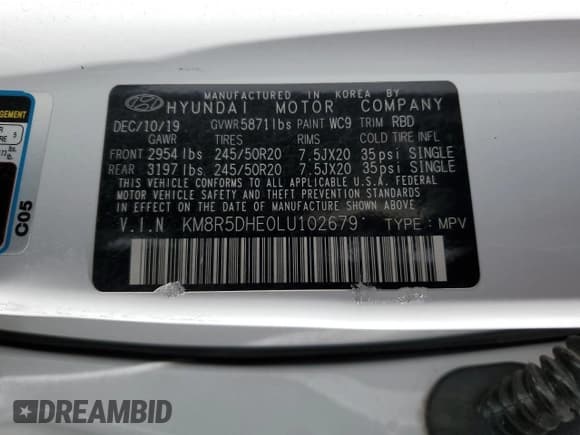 MANUFACTURED IN KOREA BY
HYUNDAI MOTOR COMPANY
DEC/10/19 GVWR 5871lbs PAINT WC9 TRIM RBD
GAWR TIRES RIMS COLD TIRE INFL
FRONT 2954 lbs 245/50R20 7.5JX20 35psi SINGLE
REAR 3197 lbs 245/50R20 7.5JX20 35psi SINGLE
THIS VEHICLE CONFORMS TO ALL APPLICABLE U.S.A. FEDERAL
MOTOR VEHICLE SAFETY AND THEFT PREVENTION STANDARDS
IN EFFECT ON THE DATE OF MANUFACTURE SHOWN ABOVE
V.I.N KM8R5DHE0LU102679 TYPE : MPV
C05
DREAMBID